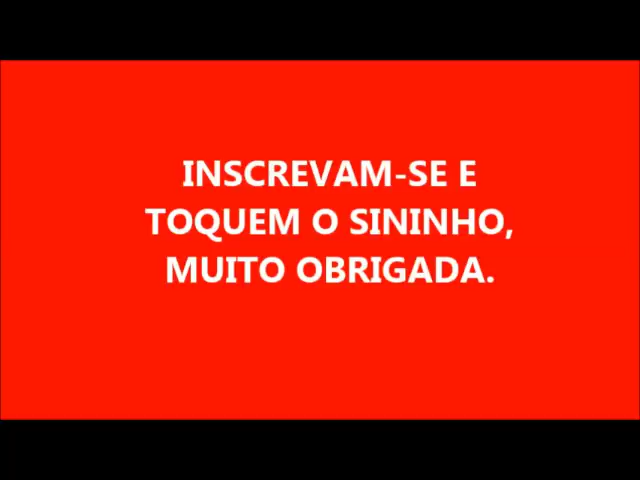 INSCREVAM-SE E
TOQUEM O SININHO,
MUITO OBRIGADA.